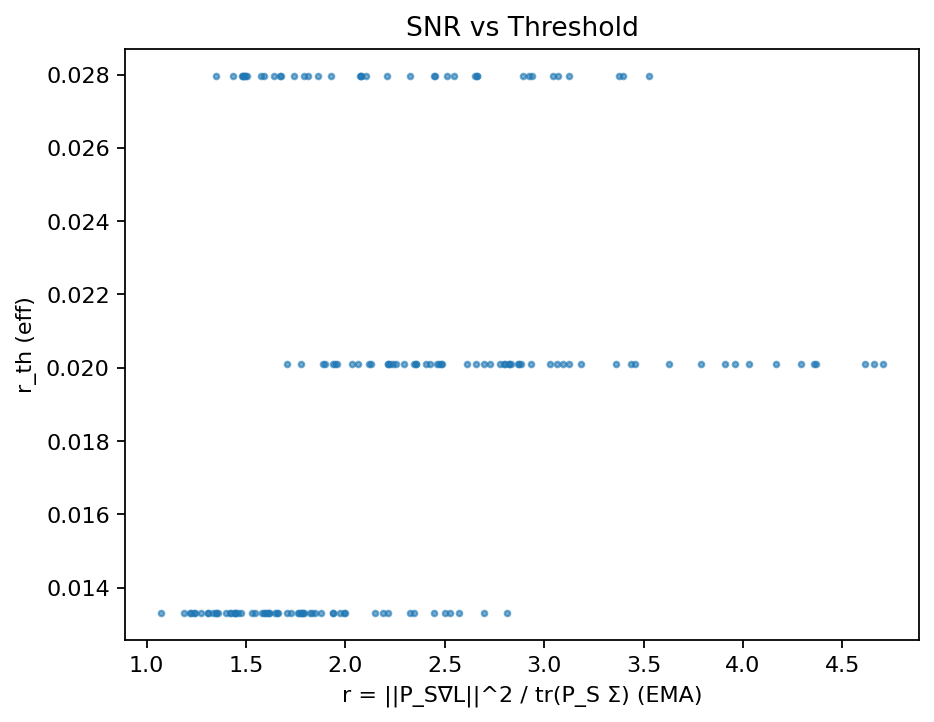 SNR vs Threshold
0.028
0.026
0.024
0.022
0.020
0.018
0.016
0.014
r_th (eff)
1.0 1.5 2.0 2.5 3.0 3.5 4.0 4.5
r = ||P_S∇L||^2 / tr(P_S Σ) (EMA)